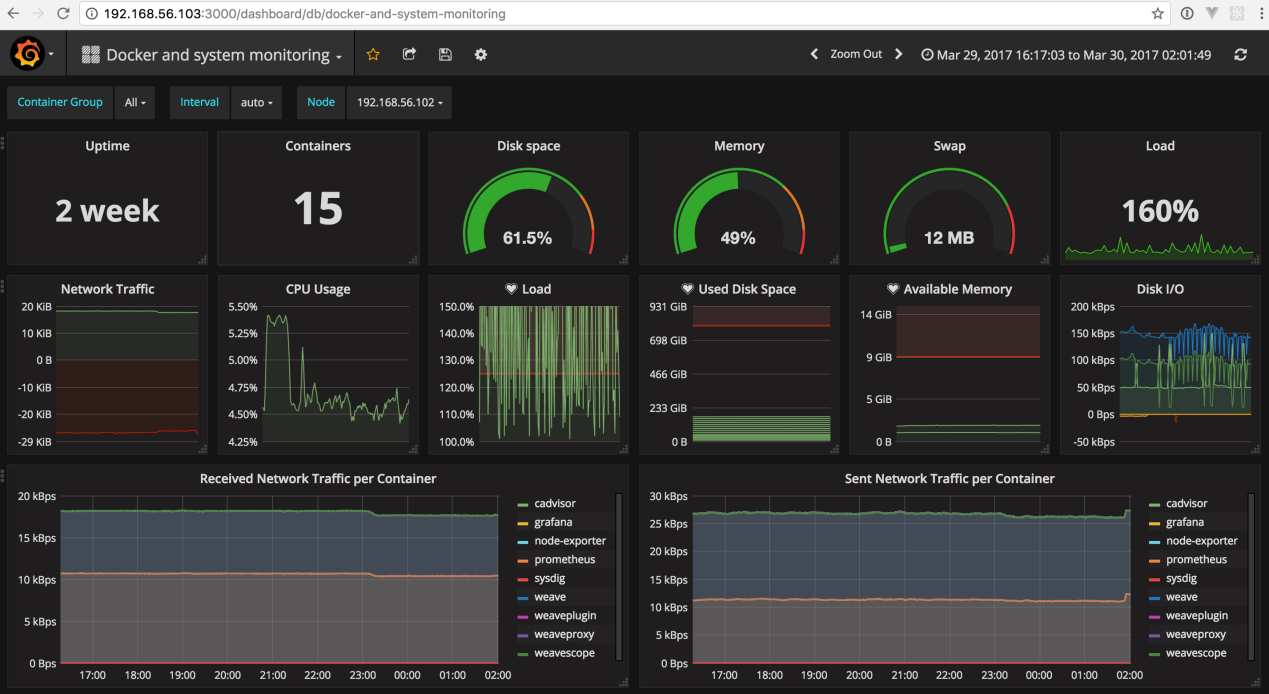 192.168.56.103:3000/dashboard/db/docker-and-system-monitoring
Docker and system monitoring
Zoom Out
Mar 29, 2017 16:17:03 to Mar 30, 2017 02:01:49
Container Group All Interval auto Node 192.168.56.102
Uptime
2 week
Containers
15
Disk space
61.5%
Memory
49%
Swap
12 MB
Load
160%
Network Traffic
20 KiB
10 KiB
0 B
-10 KiB
-20 KiB
-29 KiB
CPU Usage
5.50%
5.25%
5.00%
4.75%
4.50%
4.25%
Load
150.0%
140.0%
130.0%
120.0%
110.0%
100.0%
Used Disk Space
931 GiB
698 GiB
466 GiB
233 GiB
0 B
Available Memory
14 GiB
9 GiB
5 GiB
0 B
Disk I/O
200 kBps
150 kBps
100 kBps
50 kBps
0 Bps
-50 kBps
Received Network Traffic per Container
20 kBps
15 kBps
10 kBps
5 kBps
0 Bps
17:00 18:00 19:00 20:00 21:00 22:00 23:00 00:00 01:00 02:00
cadvisor
grafana
node-exporter
prometheus
sysdig
weave
weaveplugin
weaveproxy
weavescope
Sent Network Traffic per Container
30 kBps
25 kBps
20 kBps
15 kBps
10 kBps
5 kBps
0 Bps
17:00 18:00 19:00 20:00 21:00 22:00 23:00 00:00 01:00 02:00
cadvisor
grafana
node-exporter
prometheus
sysdig
weave
weaveplugin
weaveproxy
weavescope